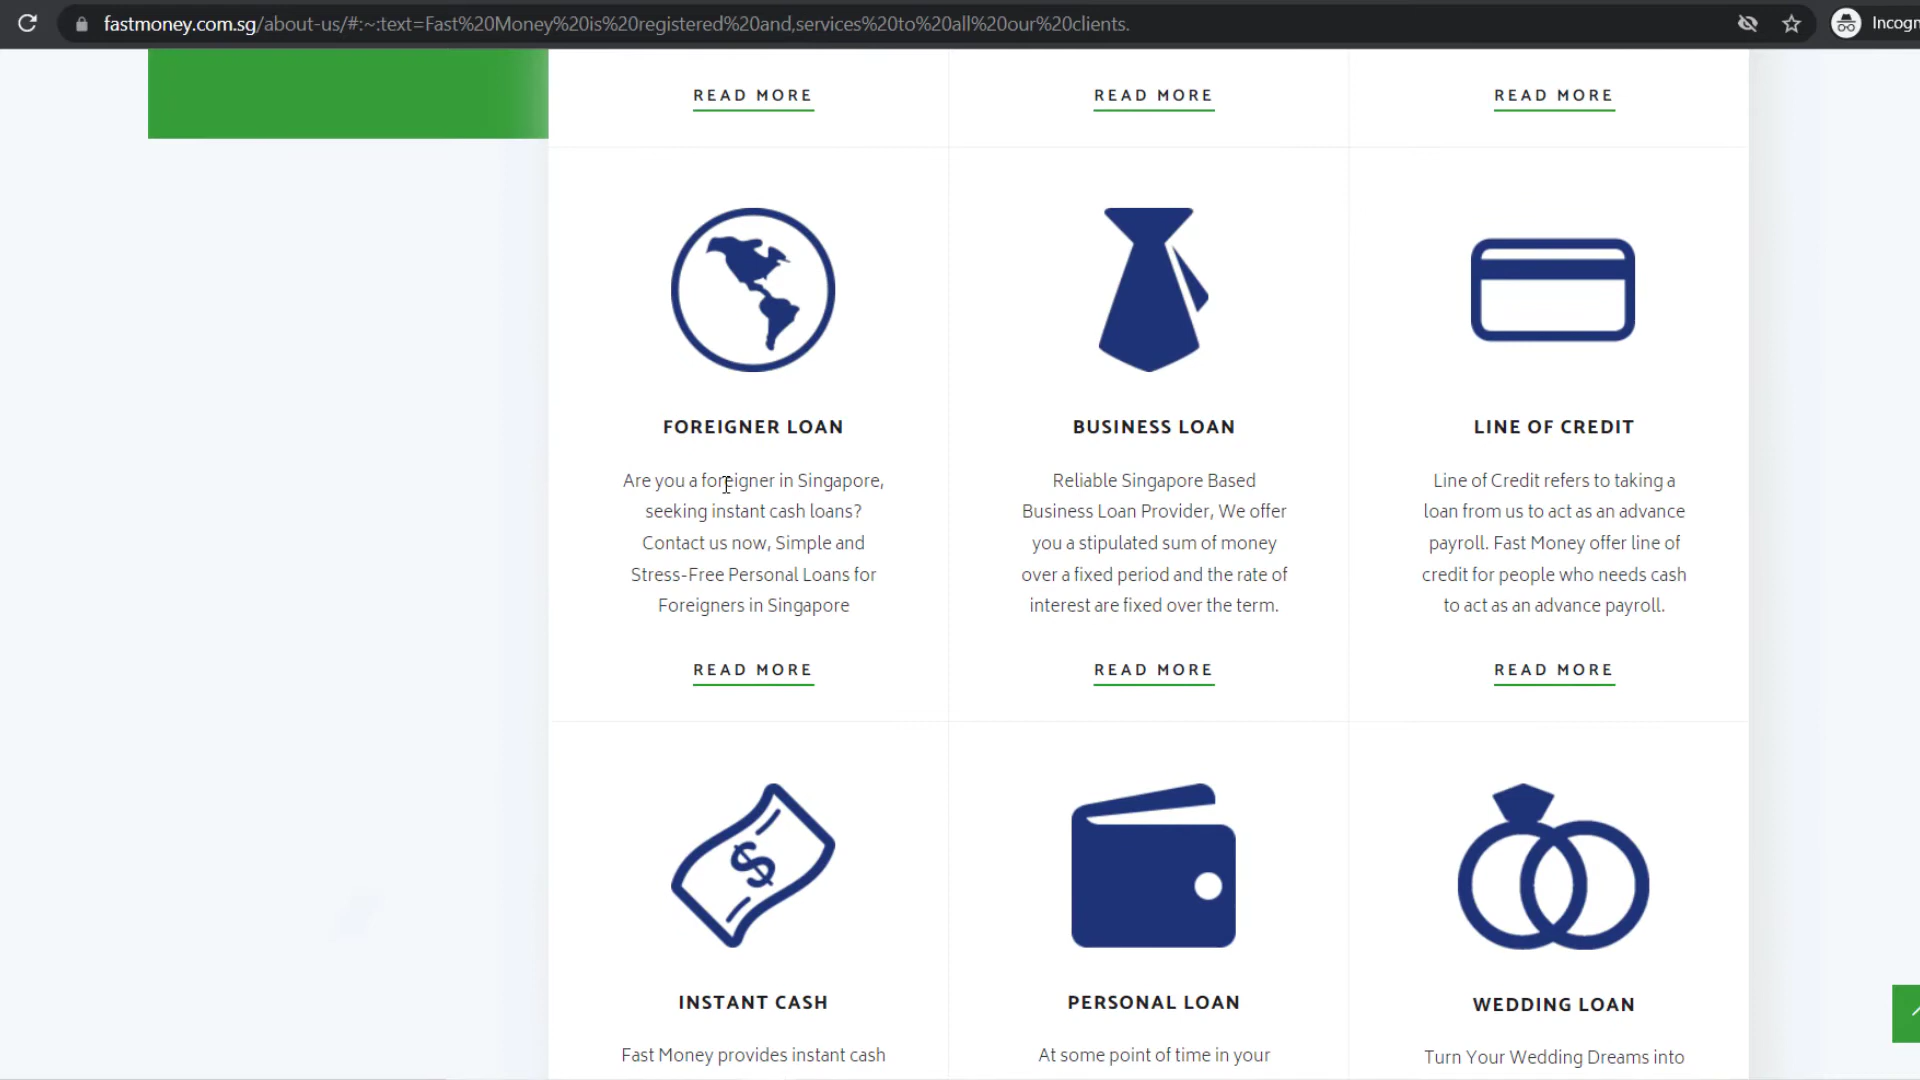 fastmoney.com.sg/about-us/#:~:text=Fast%20Money%20is%20registered%20and,services%20to%20all%20our%20clients.
Incogn
READ MORE
READ MORE
READ MORE
FOREIGNER LOAN
Are you a foreigner in Singapore,
seeking instant cash loans?
Contact us now, Simple and
Stress-Free Personal Loans for
Foreigners in Singapore
READ MORE
BUSINESS LOAN
Reliable Singapore Based
Business Loan Provider, We offer
you a stipulated sum of money
over a fixed period and the rate of
interest are fixed over the term.
READ MORE
LINE OF CREDIT
Line of Credit refers to taking a
loan from us to act as an advance
payroll. Fast Money offer line of
credit for people who needs cash
to act as an advance payroll.
READ MORE
$
INSTANT CASH
Fast Money provides instant cash
PERSONAL LOAN
At some point of time in your
WEDDING LOAN
Turn Your Wedding Dreams into